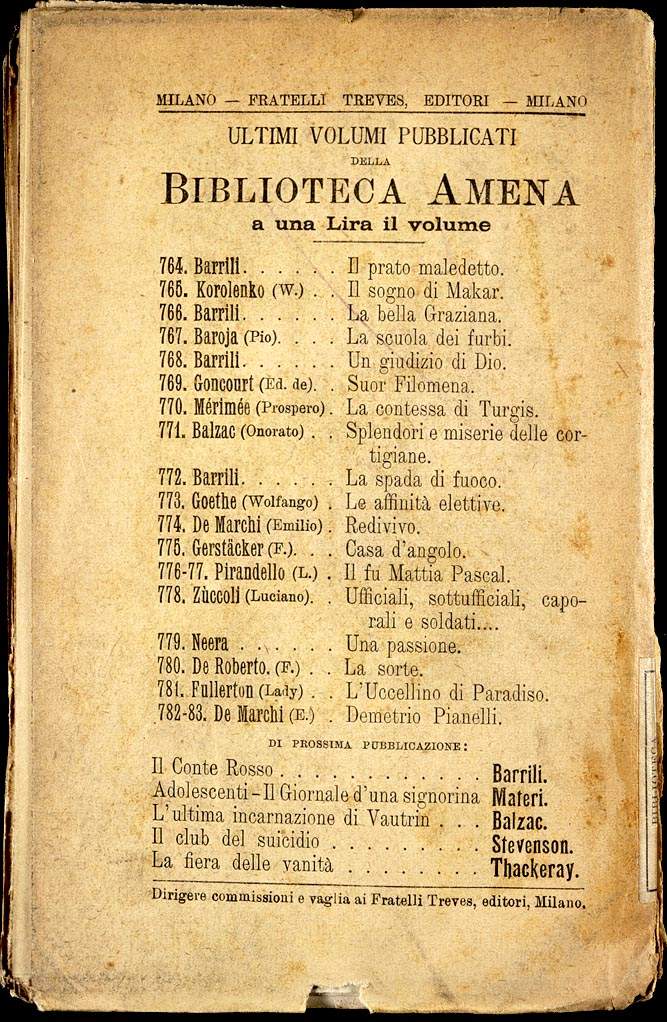 MILANO — FRATELLI TREVES, EDITORI — MILANO
ULTIMI VOLUMI PUBBLICATI
DELLA
BIBLIOTECA AMENA
a una Lira il volume
764. Barrili. . . . . . Il prato maledetto.
765. Korolenko (W.) . . Il sogno di Makar.
766. Barrili. . . . . . La bella Graziana.
767. Baroja (Pio). . . . La scuola dei furbi.
768. Barrili. . . . . . Un giudizio di Dio.
769. Goncourt (Ed. de). . Suor Filomena.
770. Mérimée (Prospero). La contessa di Turgis.
771. Balzac (Onorato) . . Splendori e miserie delle cor-
tigiane.
772. Barrili. . . . . . La spada di fuoco.
773. Goethe (Wolfango) . Le affinità elettive.
774. De Marchi (Emilio). Redivivo.
775. Gerstäcker (F.). . . Casa d'angolo.
776-77. Pirandello (L.) . Il fu Mattia Pascal.
778. Zùccoli (Luciano). . Ufficiali, sottufficiali, capo-
rali e soldati....
779. Neera . . . . . . Una passione.
780. De Roberto. (F.) . . La sorte.
781. Fullerton (Lady) . . L'Uccellino di Paradiso.
782-83. De Marchi (E.) . Demetrio Pianelli.
DI PROSSIMA PUBBLICAZIONE:
Il Conte Rosso . . . . . . . . . . . . Barrili.
Adolescenti - Il Giornale d'una signorina Materi.
L'ultima incarnazione di Vautrin . . . Balzac.
Il club del suicidio . . . . . . . . . Stevenson.
La fiera delle vanità . . . . . . . . Thackeray.
Dirigere commissioni e vaglia ai Fratelli Treves, editori, Milano.
BIBLIOTECA